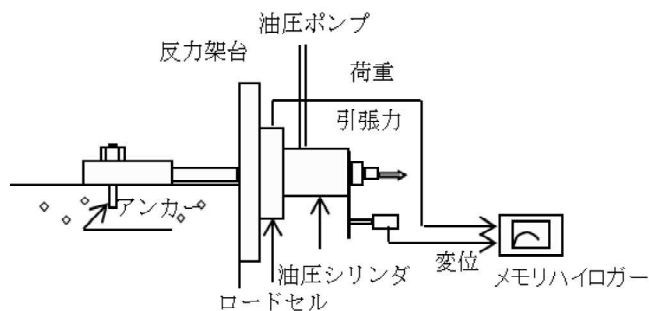 油圧ポンプ
反力架台
荷重
引張力
アンカー
油圧シリンダ
変位
メモリハイロガー
ロードセル